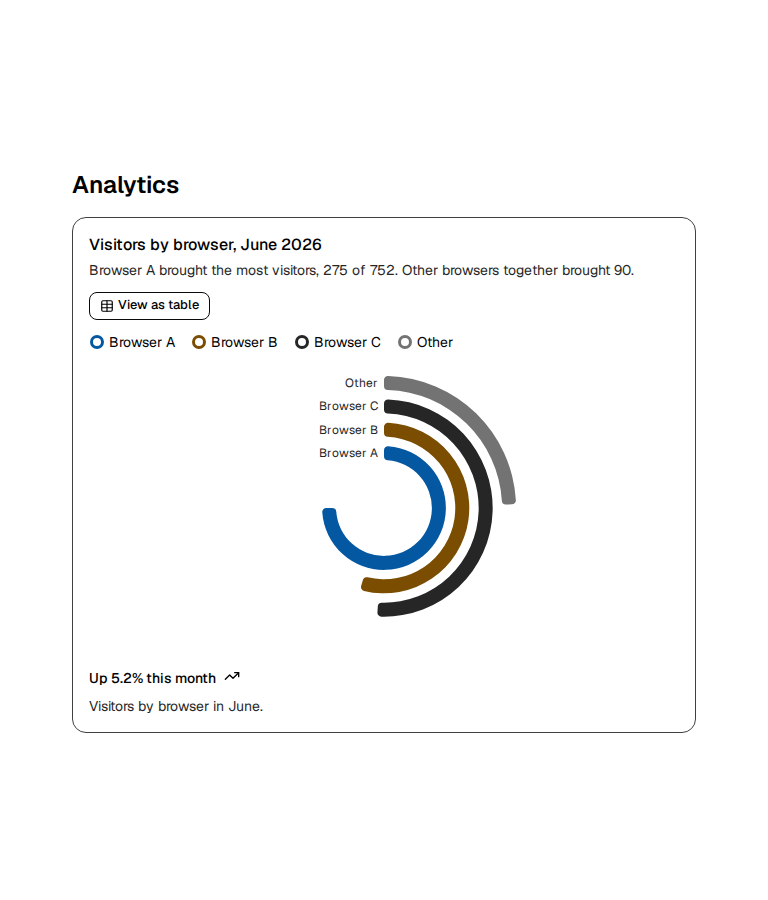 Analytics
Visitors by browser, June 2026
Browser A brought the most visitors, 275 of 752. Other browsers together brought 90.
View as table
Browser A
Browser B
Browser C
Other
Other
Browser C
Browser B
Browser A
Up 5.2% this month
Visitors by browser in June.